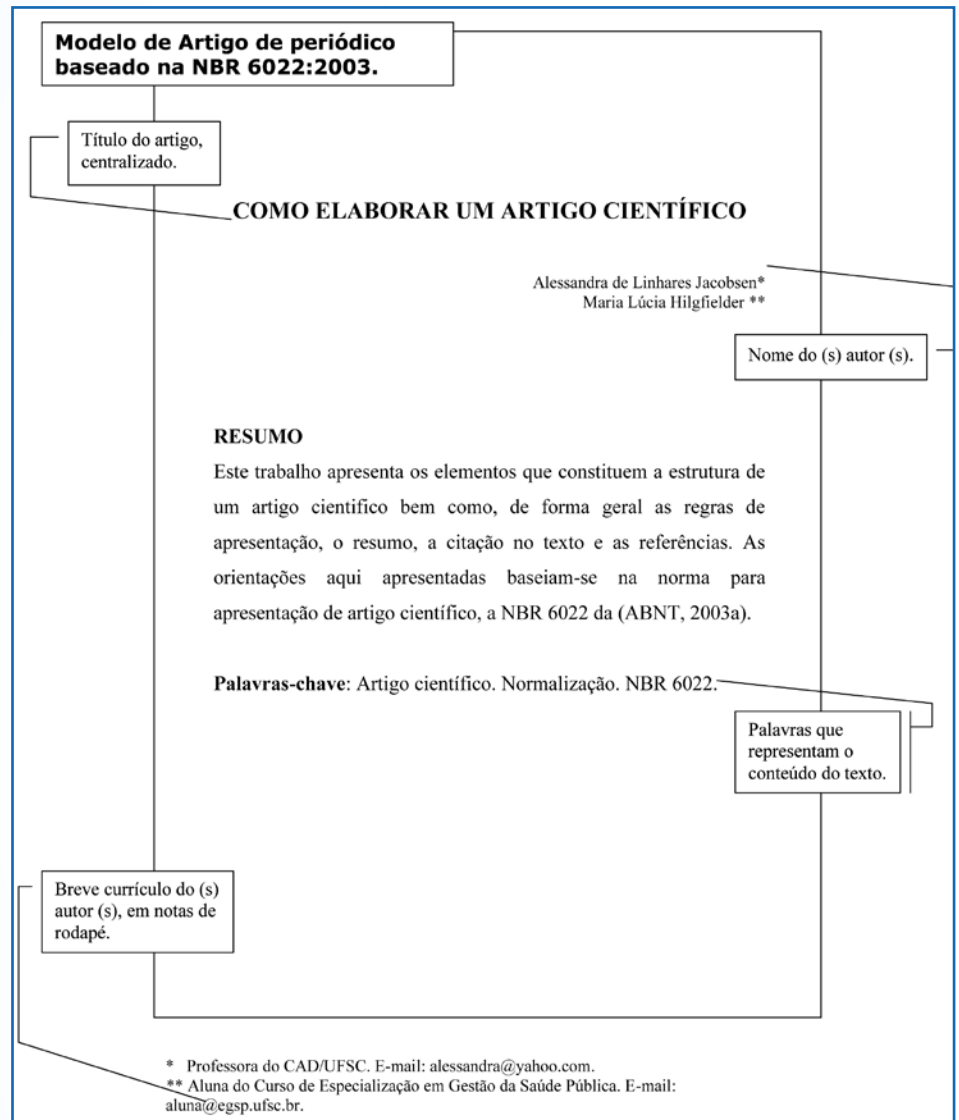 Modelo de Artigo de periódico
baseado na NBR 6022:2003.
Título do artigo,
centralizado.
COMO ELABORAR UM ARTIGO CIENTÍFICO
Alessandra de Linhares Jacobsen*
Maria Lúcia Hilgfielder **
Nome do (s) autor (s).
RESUMO
Este trabalho apresenta os elementos que constituem a estrutura de
um artigo cientifico bem como, de forma geral as regras de
apresentação, o resumo, a citação no texto e as referências. As
orientações aqui apresentadas baseiam-se na norma para
apresentação de artigo científico, a NBR 6022 da (ABNT, 2003a).
Palavras-chave: Artigo científico. Normalização. NBR 6022.
Palavras que
representam o
conteúdo do texto.
Breve currículo do (s)
autor (s), em notas de
rodapé.
* Professora do CAD/UFSC. E-mail: alessandra@yahoo.com.
** Aluna do Curso de Especialização em Gestão da Saúde Pública. E-mail:
aluna@egsp.ufsc.br.